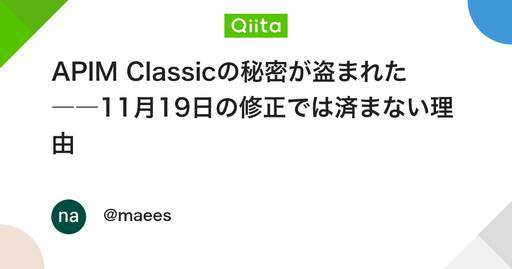 Qiita
APIM Classicの秘密が盗まれた
――11月19日の修正では済まない理
由
na
@maees